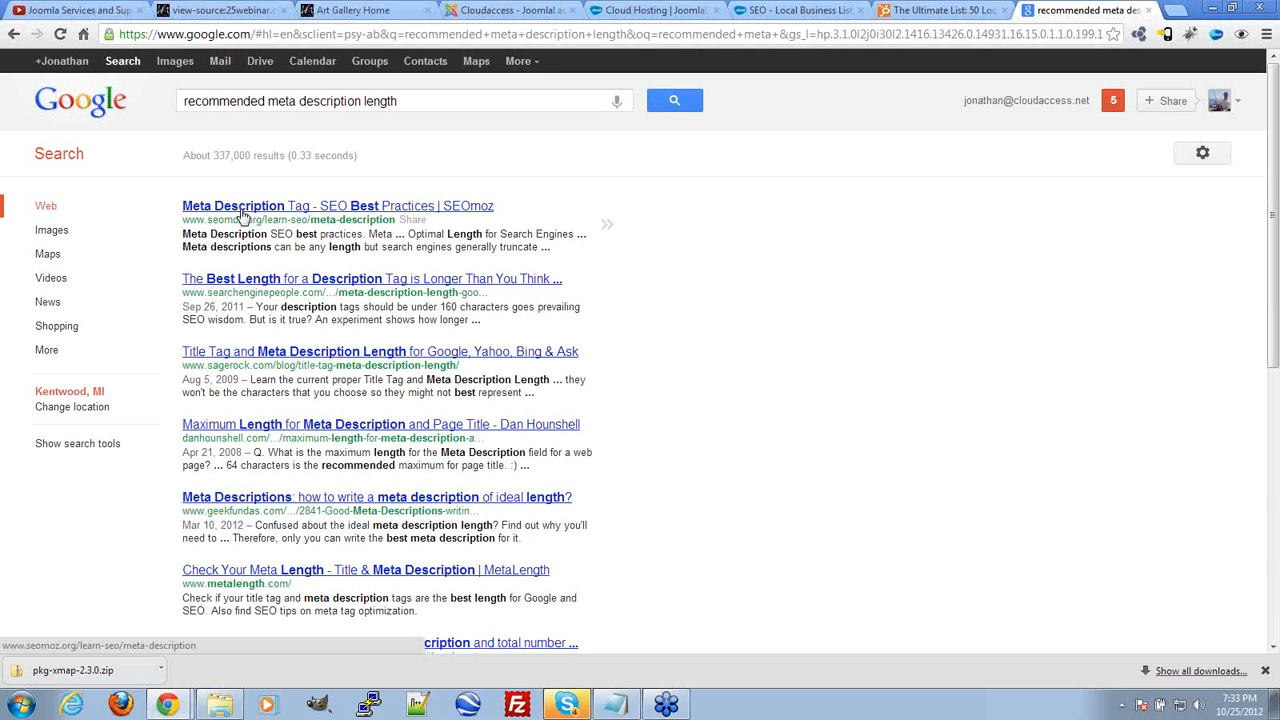 Joomla Services and Sup
view-source:25webinar.
Art Gallery Home
Cloudaccess - Joomla! ac
Cloud Hosting | Joomla!
SEO - Local Business List
The Ultimate List: 50 Loc
recommended meta des
https://www.google.com/#hl=en&sclient=psy-ab&q=recommended+meta+description+length&oq=recommended+meta+&gs_l=hp.3.1.0i2j0i30l2.1416.13426.0.14931.16.15.0.1.1.0.199.1
+Jonathan Search Images Mail Drive Calendar Groups Contacts Maps More
Google
recommended meta description length
jonathan@cloudaccess.net
5
+ Share
Search
About 337,000 results (0.33 seconds)
Web
Images
Maps
Videos
News
Shopping
More
Kentwood, MI
Change location
Show search tools
Meta Description Tag - SEO Best Practices | SEOmoz
www.seomoz.org/learn-seo/meta-description Share
Meta Description SEO best practices. Meta ... Optimal Length for Search Engines ...
Meta descriptions can be any length but search engines generally truncate ...
The Best Length for a Description Tag is Longer Than You Think ...
www.searchenginepeople.com/.../meta-description-length-goo...
Sep 26, 2011 – Your description tags should be under 160 characters goes prevailing
SEO wisdom. But is it true? An experiment shows how longer ...
Title Tag and Meta Description Length for Google, Yahoo, Bing & Ask
www.sagerock.com/blog/title-tag-meta-description-length/
Aug 5, 2009 – Learn the current proper Title Tag and Meta Description Length ... they
won't be the characters that you choose so they might not best represent ...
Maximum Length for Meta Description and Page Title - Dan Hounshell
danhounshell.com/.../maximum-length-for-meta-description-a...
Apr 21, 2008 – Q. What is the maximum length for the Meta Description field for a web
page? ... 64 characters is the recommended maximum for page title. :) ...
Meta Descriptions: how to write a meta description of ideal length?
www.geekfundas.com/.../2841-Good-Meta-Descriptions-writin...
Mar 10, 2012 – Confused about the ideal meta description length? Find out why you'll
need to ... Therefore, only you can write the best meta description for it.
Check Your Meta Length - Title & Meta Description | MetaLength
www.metalength.com/
Check if your title tag and meta description tags are the best length for Google and
SEO. Also find SEO tips on meta tag optimization.
cription and total number ...
www.seomoz.org/learn-seo/meta-description
pkg-xmap-2.3.0.zip
Show all downloads...
7:33 PM
10/25/2012